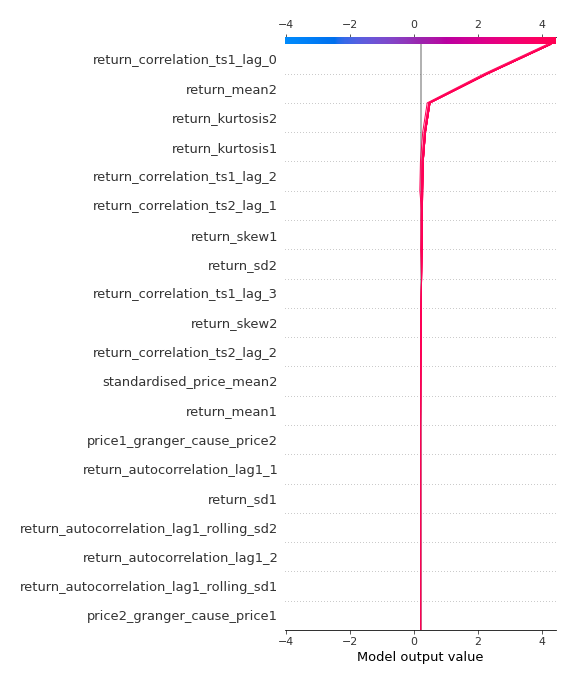 −4 −2 0 2 4
return_correlation_ts1_lag_0
return_mean2
return_kurtosis2
return_kurtosis1
return_correlation_ts1_lag_2
return_correlation_ts2_lag_1
return_skew1
return_sd2
return_correlation_ts1_lag_3
return_skew2
return_correlation_ts2_lag_2
standardised_price_mean2
return_mean1
price1_granger_cause_price2
return_autocorrelation_lag1_1
return_sd1
return_autocorrelation_lag1_rolling_sd2
return_autocorrelation_lag1_2
return_autocorrelation_lag1_rolling_sd1
price2_granger_cause_price1
−4 −2 0 2 4
Model output value